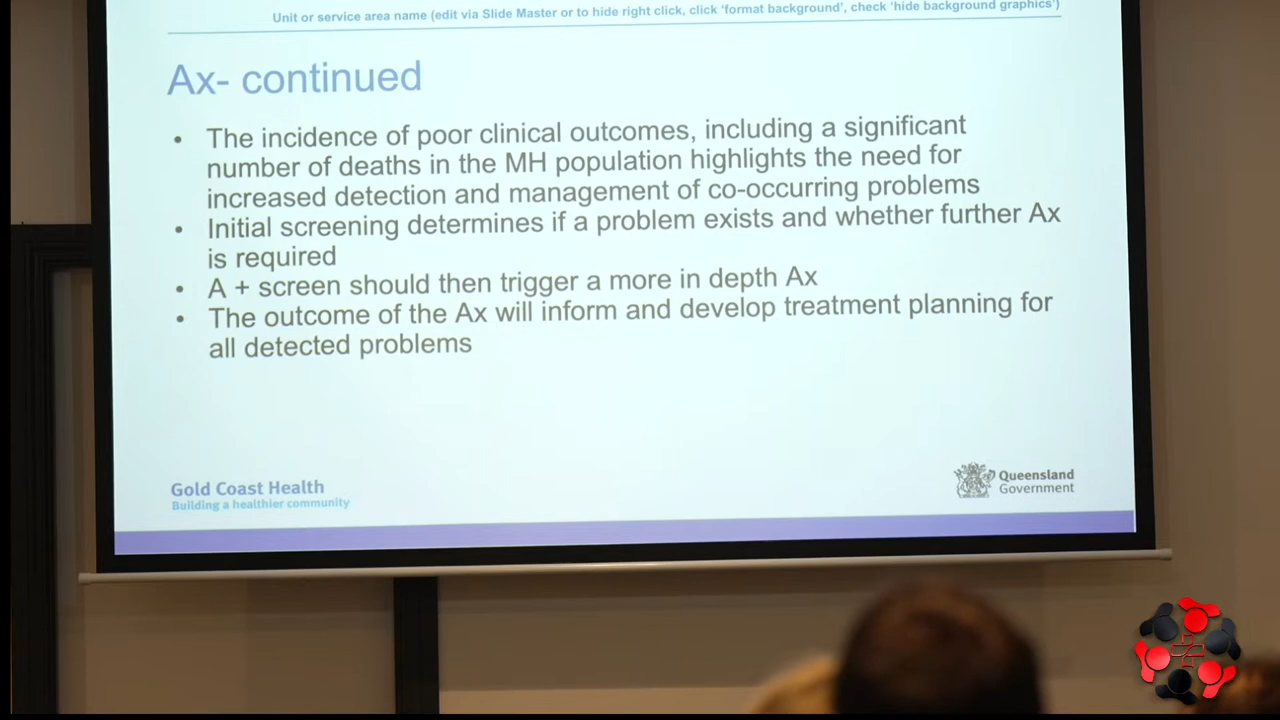 Unit or service area name (edit via Slide Master or to hide right click, click ‘format background’, check ‘hide background graphics’)
Ax- continued
• The incidence of poor clinical outcomes, including a significant
number of deaths in the MH population highlights the need for
increased detection and management of co-occurring problems
• Initial screening determines if a problem exists and whether further Ax
is required
• A + screen should then trigger a more in depth Ax
• The outcome of the Ax will inform and develop treatment planning for
all detected problems
Gold Coast Health
Building a healthier community
Queensland
Government